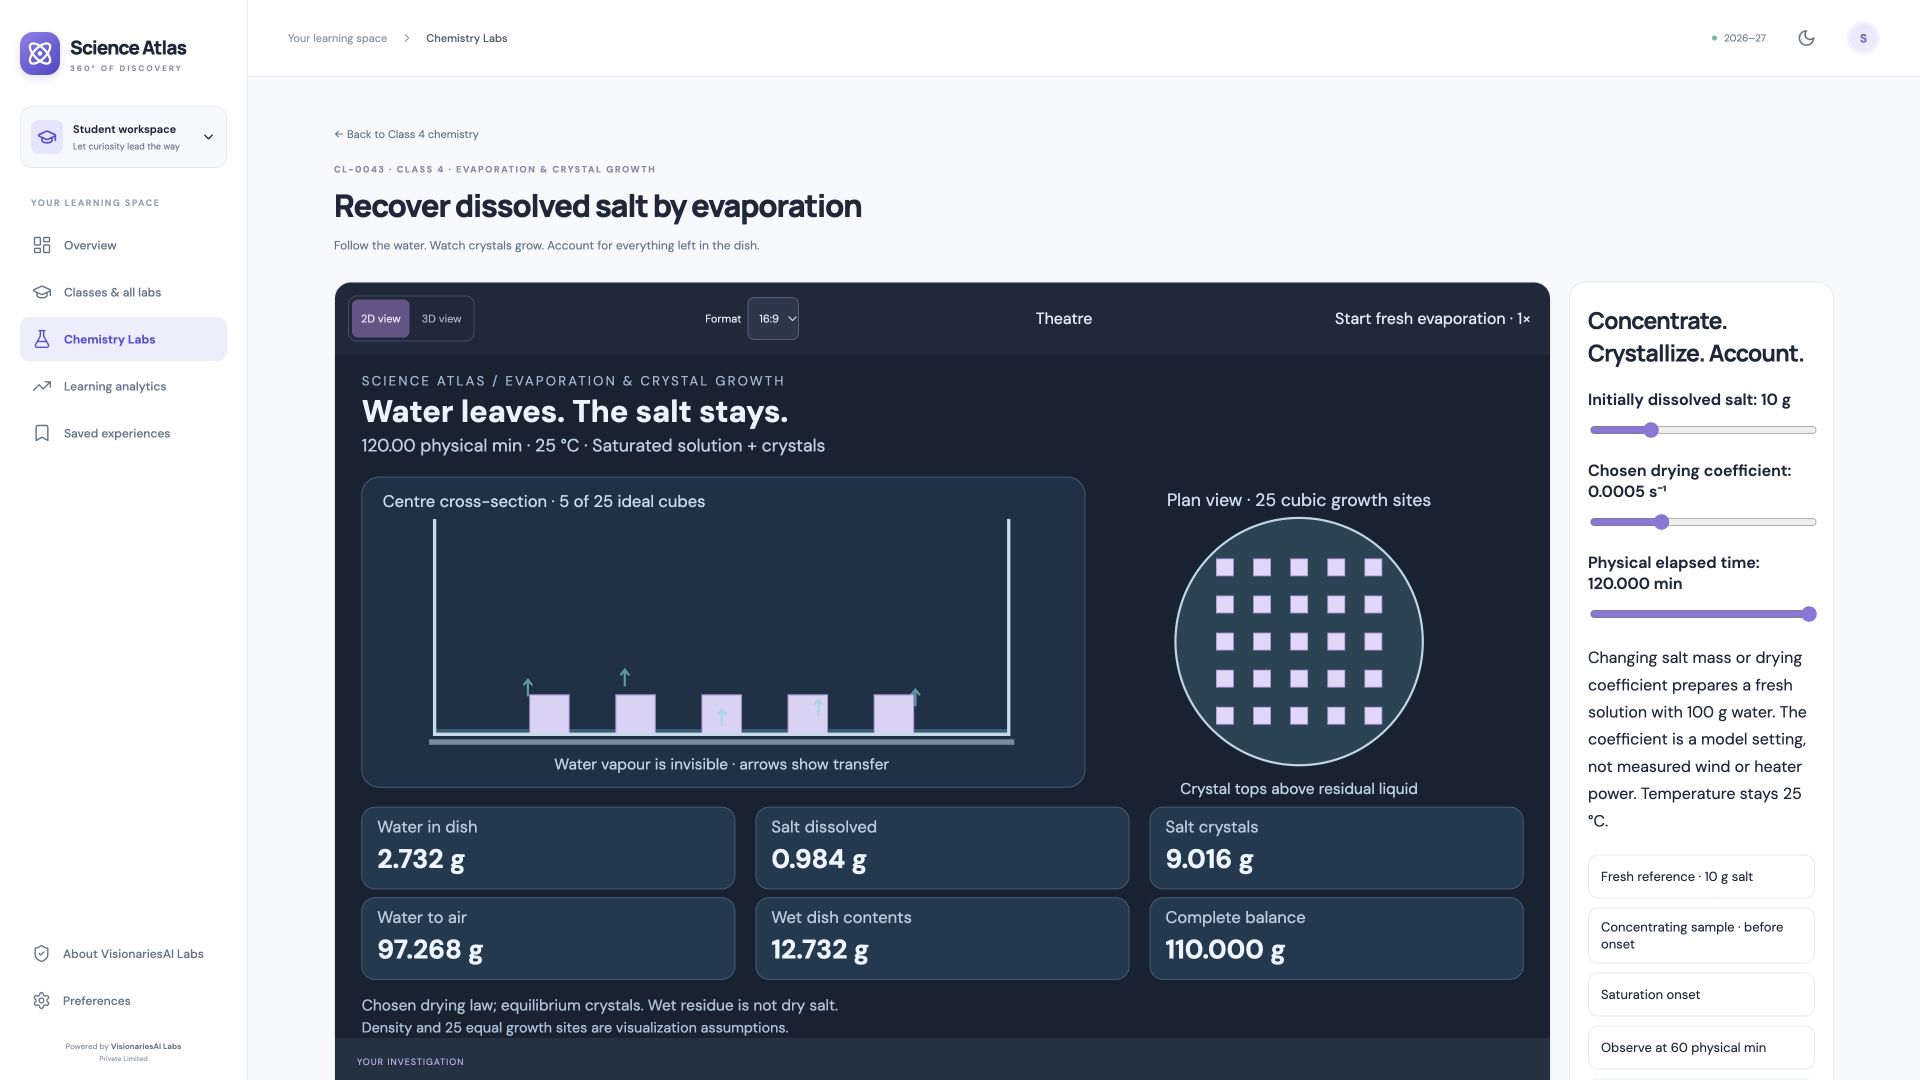 Science Atlas
360° OF DISCOVERY
Student workspace
Let curiosity lead the way
YOUR LEARNING SPACE
Overview
Classes & all labs
Chemistry Labs
Learning analytics
Saved experiences
About VisionariesAI Labs
Preferences
Powered by VisionariesAI Labs
Private Limited
Your learning space
Chemistry Labs
2026–27
S
← Back to Class 4 chemistry
CL-0043 · CLASS 4 · EVAPORATION & CRYSTAL GROWTH
Recover dissolved salt by evaporation
Follow the water. Watch crystals grow. Account for everything left in the dish.
2D view
3D view
Format
16:9
Theatre
Start fresh evaporation · 1×
SCIENCE ATLAS / EVAPORATION & CRYSTAL GROWTH
Water leaves. The salt stays.
120.00 physical min · 25 °C · Saturated solution + crystals
Centre cross-section · 5 of 25 ideal cubes
Water vapour is invisible · arrows show transfer
Plan view · 25 cubic growth sites
Crystal tops above residual liquid
Water in dish
2.732 g
Salt dissolved
0.984 g
Salt crystals
9.016 g
Water to air
97.268 g
Wet dish contents
12.732 g
Complete balance
110.000 g
Chosen drying law; equilibrium crystals. Wet residue is not dry salt.
Density and 25 equal growth sites are visualization assumptions.
YOUR INVESTIGATION
Concentrate.
Crystallize. Account.
Initially dissolved salt: 10 g
Chosen drying coefficient:
0.0005 s⁻¹
Physical elapsed time:
120.000 min
Changing salt mass or drying
coefficient prepares a fresh
solution with 100 g water. The
coefficient is a model setting,
not measured wind or heater
power. Temperature stays 25
°C.
Fresh reference · 10 g salt
Concentrating sample · before
onset
Saturation onset
Observe at 60 physical min